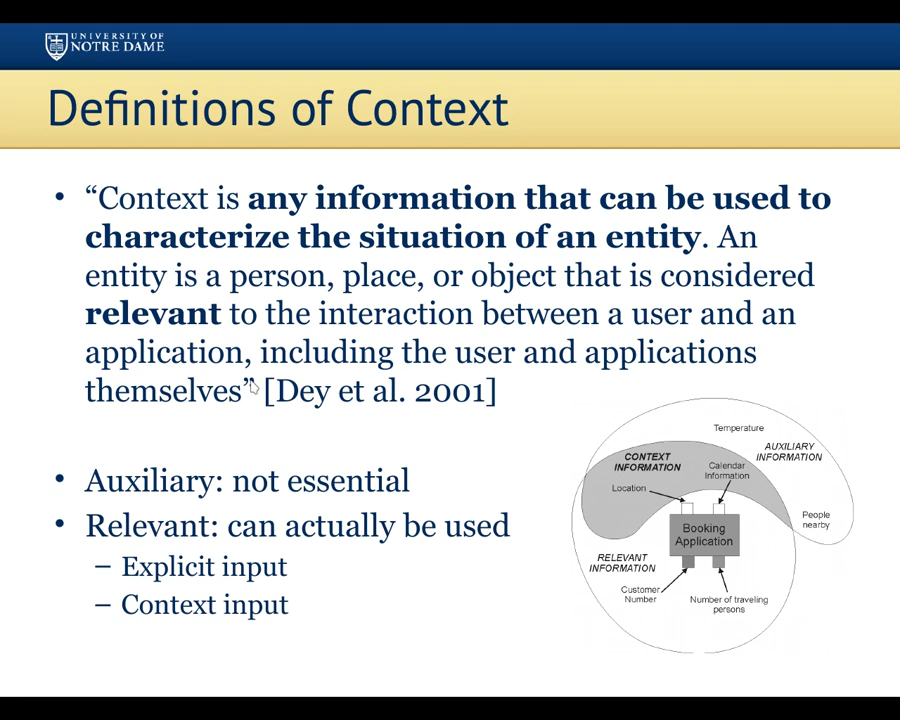 UNIVERSITY OF
NOTRE DAME
Definitions of Context
• “Context is any information that can be used to
characterize the situation of an entity. An
entity is a person, place, or object that is considered
relevant to the interaction between a user and an
application, including the user and applications
themselves” [Dey et al. 2001]
• Auxiliary: not essential
• Relevant: can actually be used
– Explicit input
– Context input
Temperature
AUXILIARY
INFORMATION
CONTEXT
INFORMATION
Calendar
Information
Location
People
nearby
Booking
Application
RELEVANT
INFORMATION
Customer
Number
Number of traveling
persons